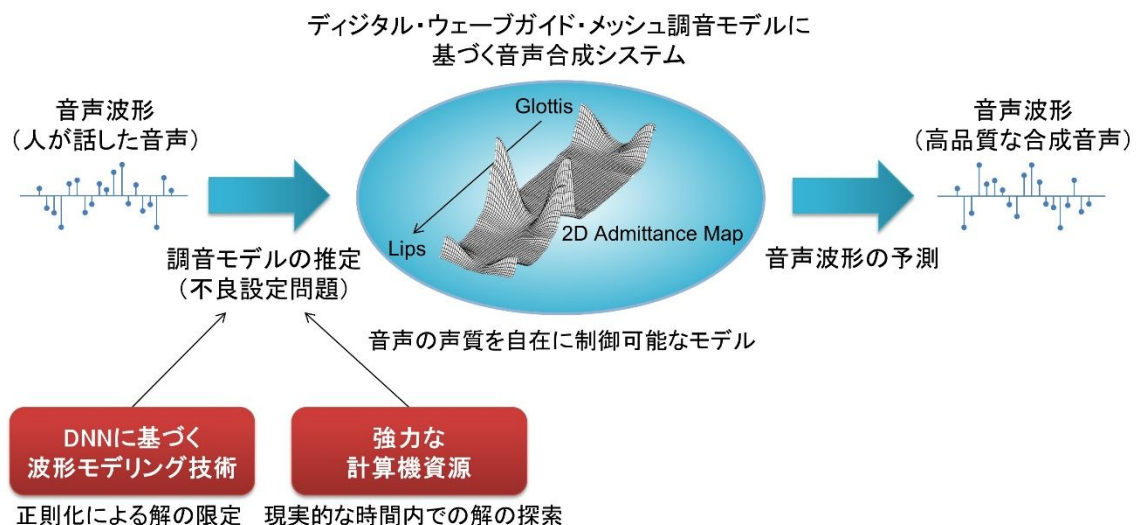 ディジタル・ウェーブガイド・メッシュ調音モデルに
基づく音声合成システム
音声波形
（人が話した音声）
Glottis
Lips
2D Admittance Map
音声波形
（高品質な合成音声）
調音モデルの推定
（不良設定問題）
音声波形の予測
音声の声質を自在に制御可能なモデル
DNNに基づく
波形モデリング技術
強力な
計算機資源
正則化による解の限定
現実的な時間内での解の探索